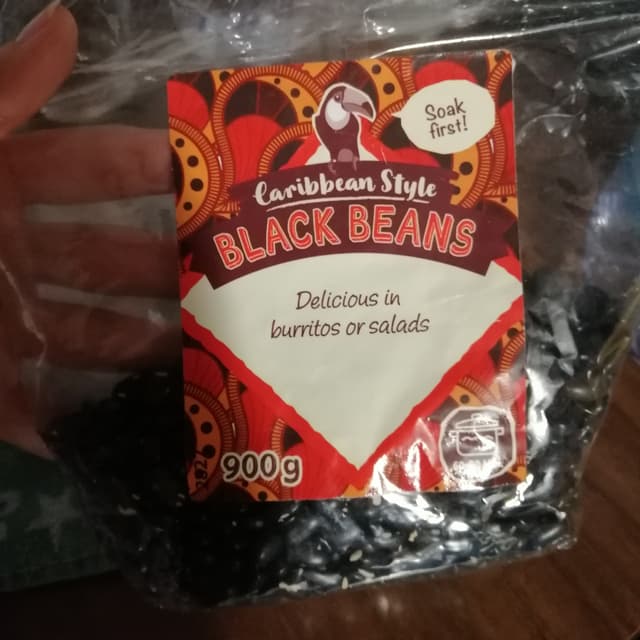 Soak
first!
Caribbean Style
BLACK BEANS
Delicious in
burritos or salads
900g